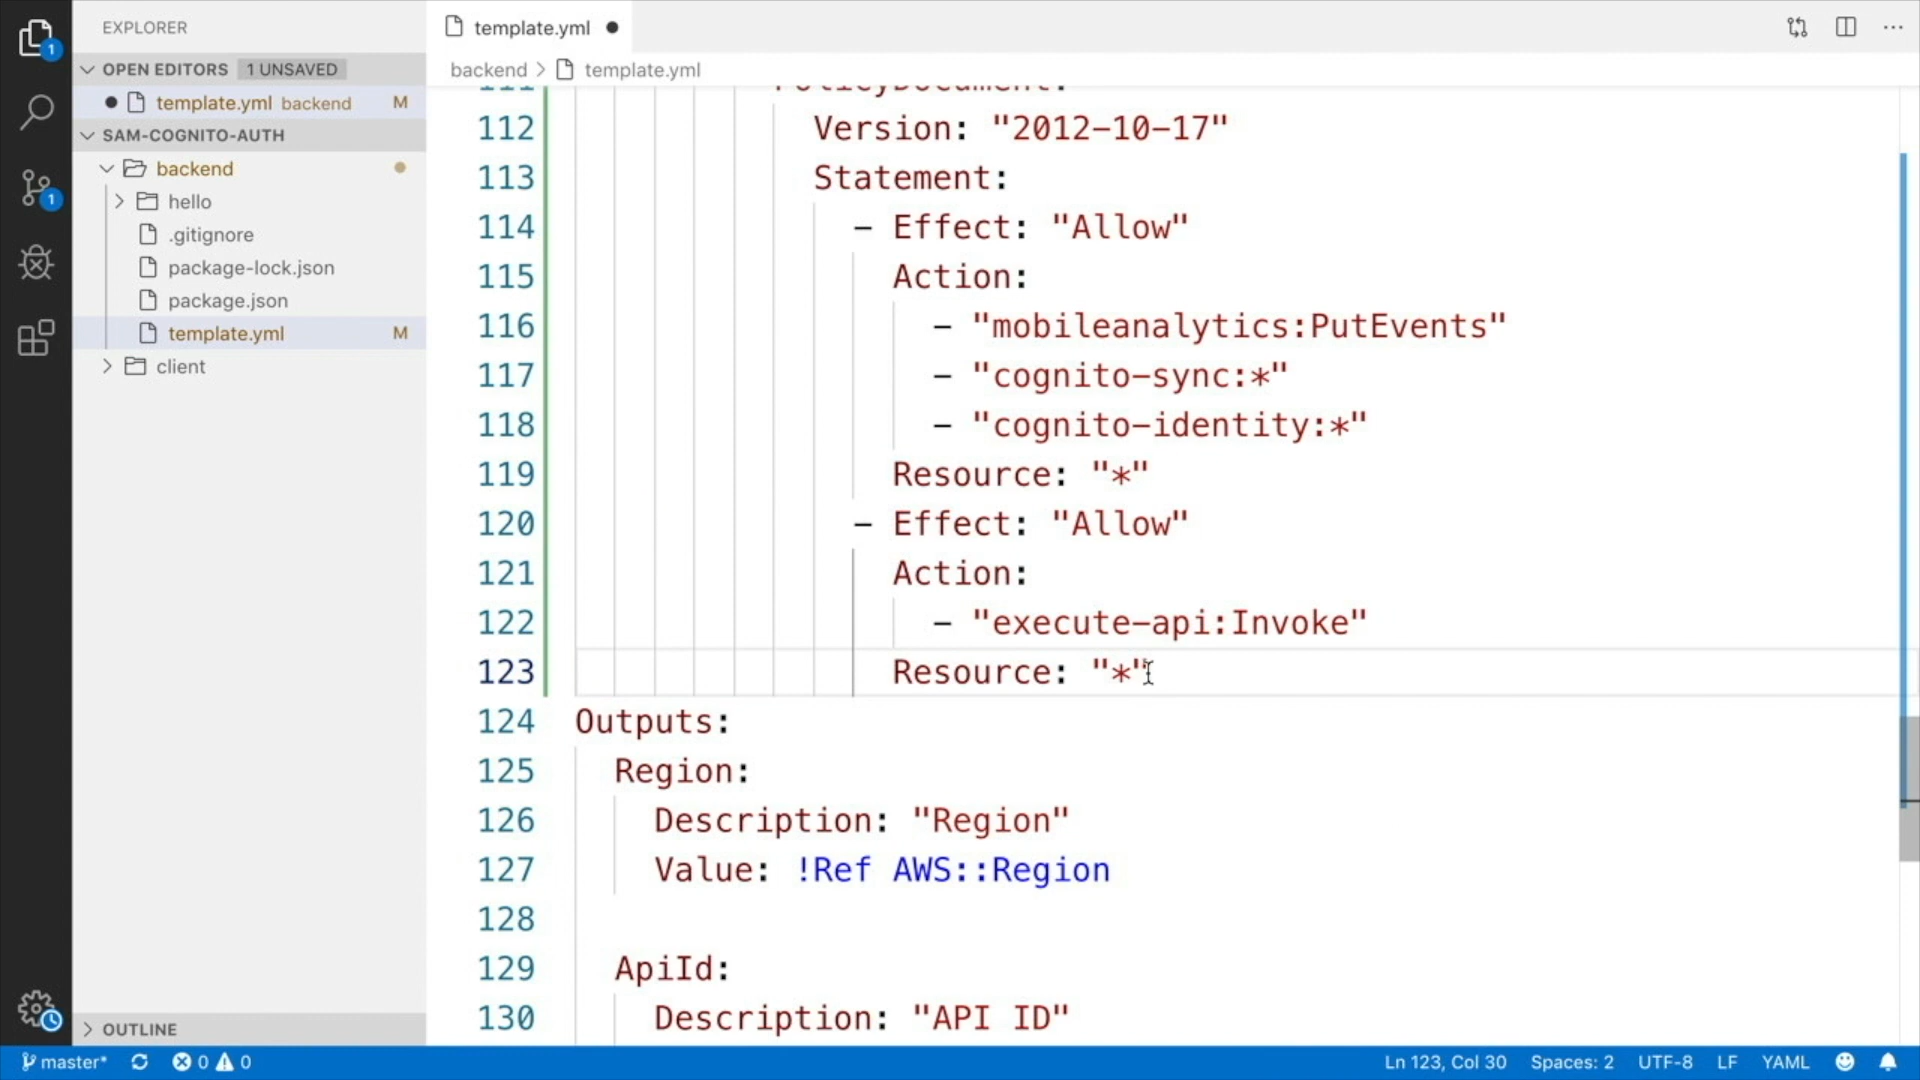 EXPLORER
OPEN EDITORS 1 UNSAVED
template.yml backend M
SAM-COGNITO-AUTH
backend
hello
.gitignore
package-lock.json
package.json
template.yml M
client
OUTLINE
1
1
template.yml
backend > template.yml
111 PolicyDocument:
112 Version: "2012-10-17"
113 Statement:
114 - Effect: "Allow"
115 Action:
116 - "mobileanalytics:PutEvents"
117 - "cognito-sync:*"
118 - "cognito-identity:*"
119 Resource: "*"
120 - Effect: "Allow"
121 Action:
122 - "execute-api:Invoke"
123 Resource: "*"
124 Outputs:
125 Region:
126 Description: "Region"
127 Value: !Ref AWS::Region
128
129 ApiId:
130 Description: "API ID"
master* 0 0 Ln 123, Col 30 Spaces: 2 UTF-8 LF YAML